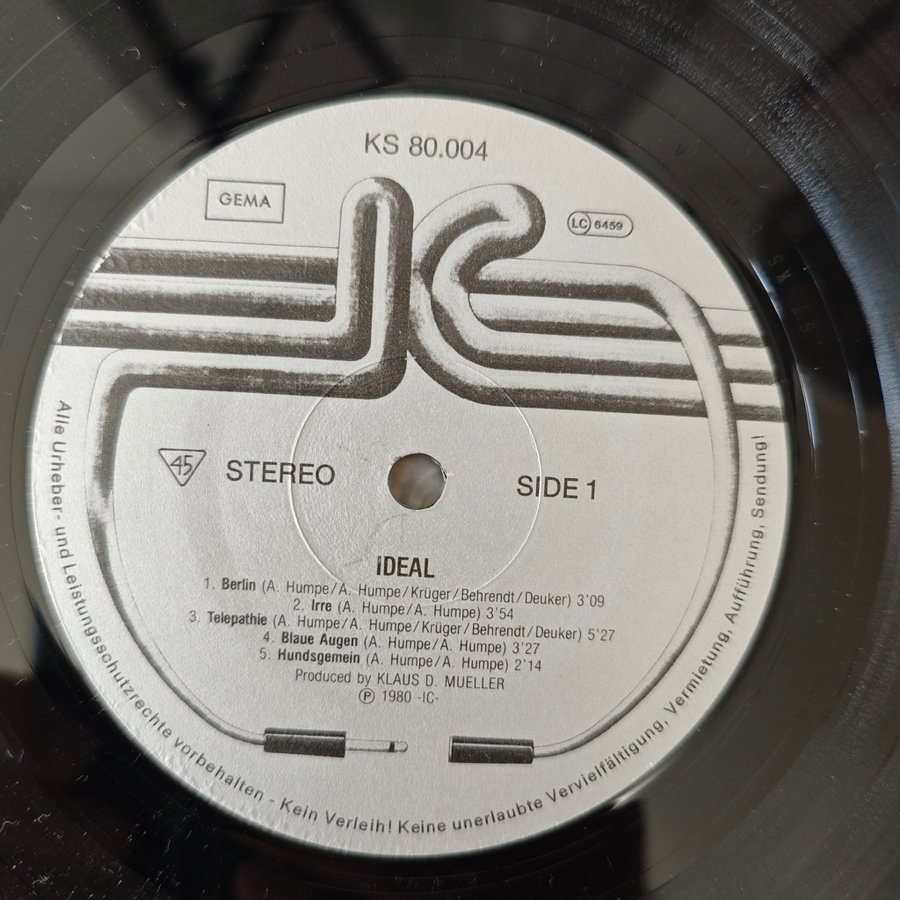 KS 80.004
GEMA
LC 6459
45 STEREO
SIDE 1
IDEAL
1. Berlin (A. Humpe/A. Humpe/Krüger/Behrendt/Deuker) 3'09
2. Irre (A. Humpe/A. Humpe) 3'54
3. Telepathie (A. Humpe/A. Humpe/Krüger/Behrendt/Deuker) 5'27
4. Blaue Augen (A. Humpe/A. Humpe) 3'27
5. Hundsgemein (A. Humpe/A. Humpe) 2'14
Produced by KLAUS D. MUELLER
Ⓟ 1980 -IC-
Alle Urheber- und Leistungsschutzrechte vorbehalten - Kein Verleih! Keine unerlaubte Vervielfältigung, Vermietung, Aufführung, Sendung!